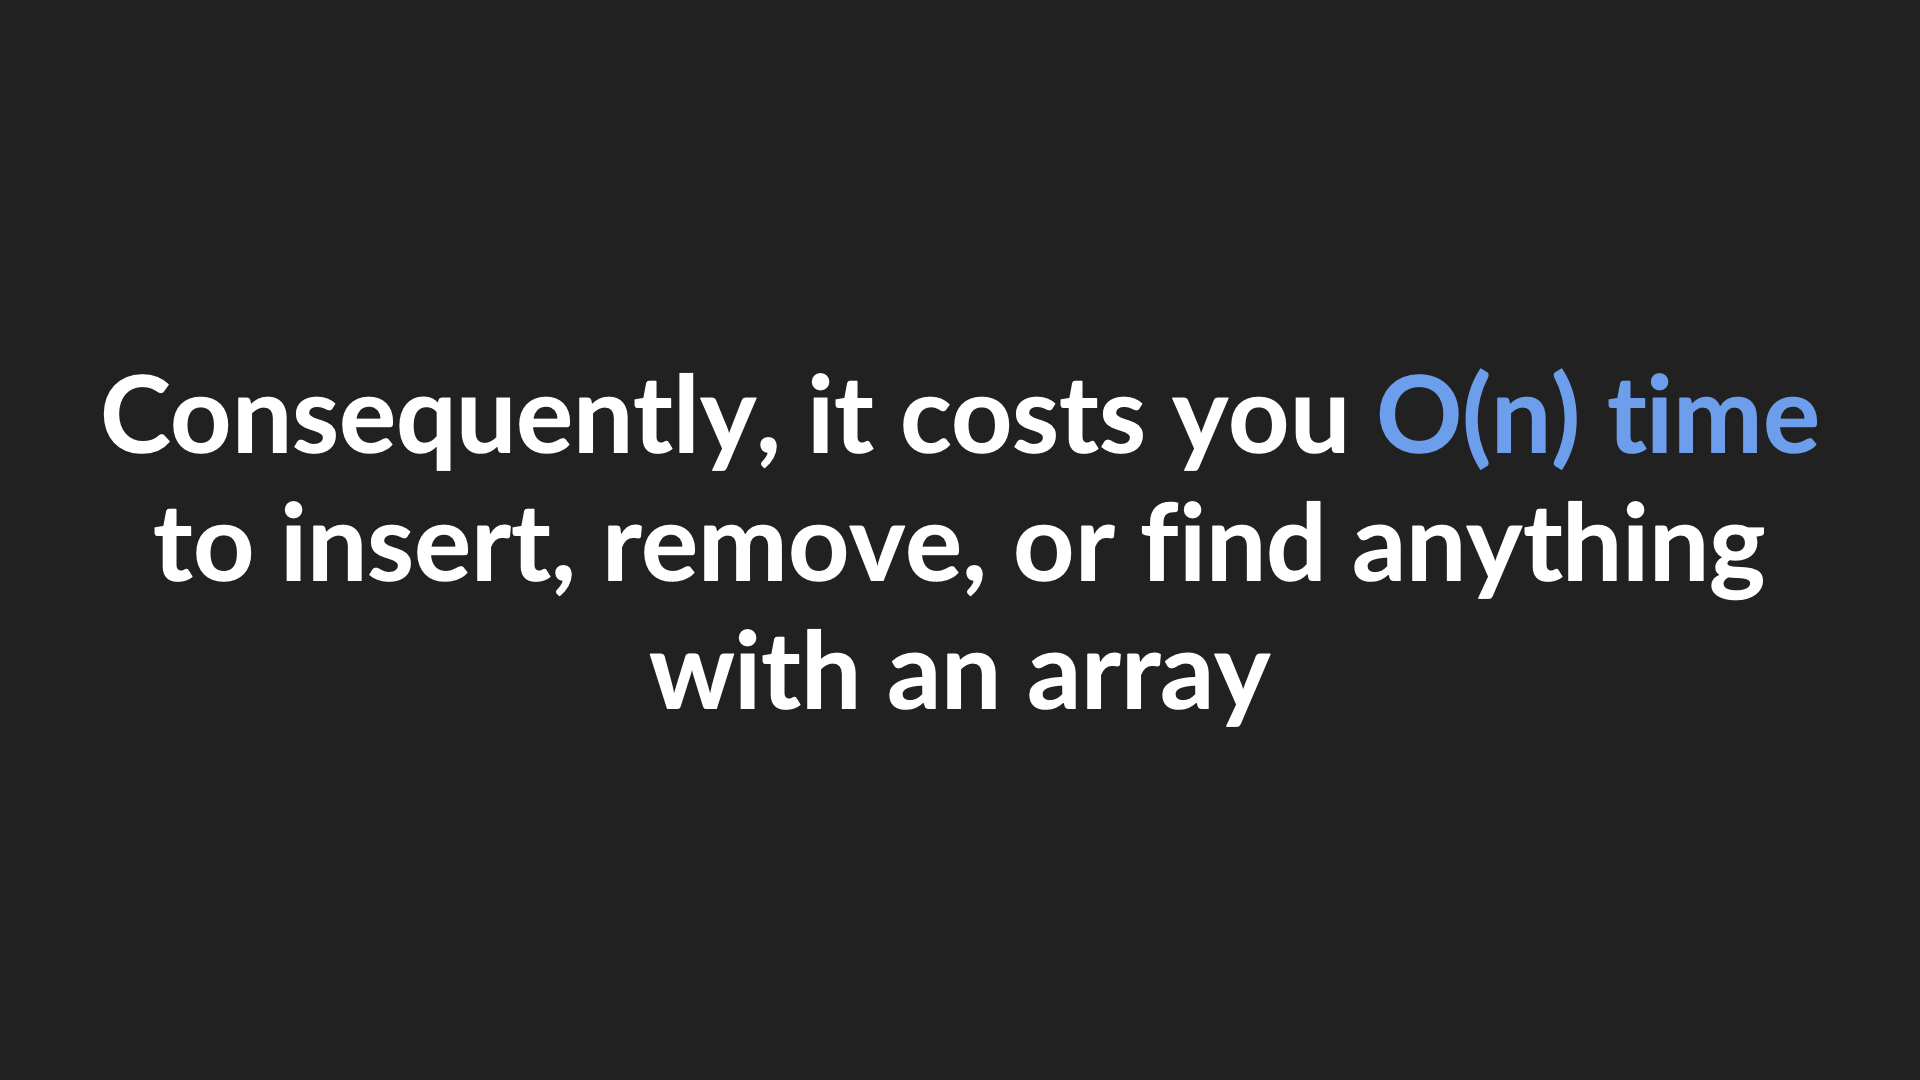 Consequently, it costs you O(n) time
to insert, remove, or find anything
with an array